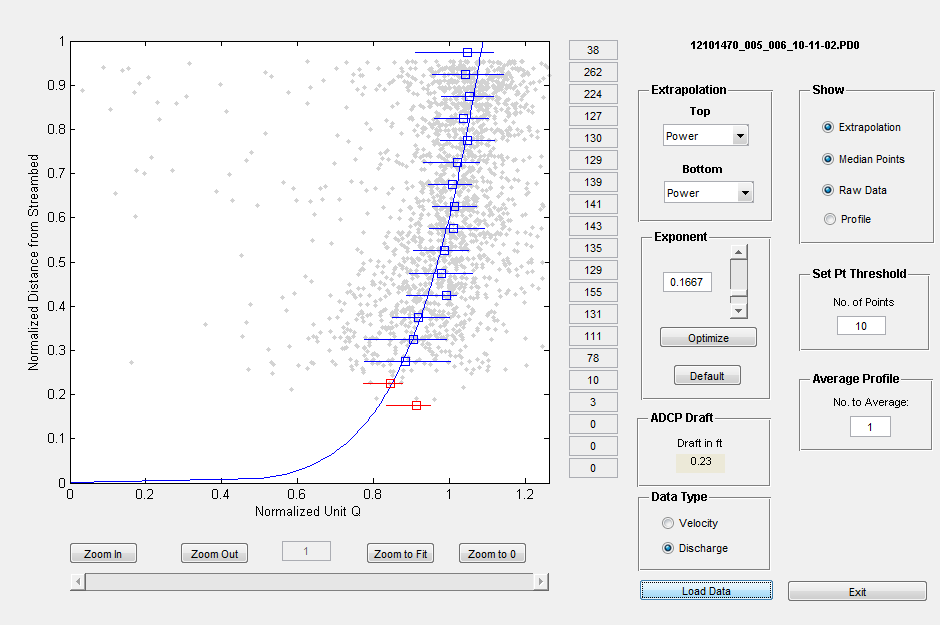 12101470_005_006_10-11-02.PD0
1
0.9
0.8
0.7
0.6
0.5
0.4
0.3
0.2
0.1
0
Normalized Distance from Streambed
0 0.2 0.4 0.6 0.8 1 1.2
Normalized Unit Q
38
262
224
127
130
129
139
141
143
135
129
155
131
111
78
10
3
0
0
0
Extrapolation
Top
Power
Bottom
Power
Exponent
0.1667
Optimize
Default
ADCP Draft
Draft in ft
0.23
Data Type
Velocity
Discharge
Show
Extrapolation
Median Points
Raw Data
Profile
Set Pt Threshold
No. of Points
10
Average Profile
No. to Average:
1
Zoom In
Zoom Out
1
Zoom to Fit
Zoom to 0
Load Data
Exit